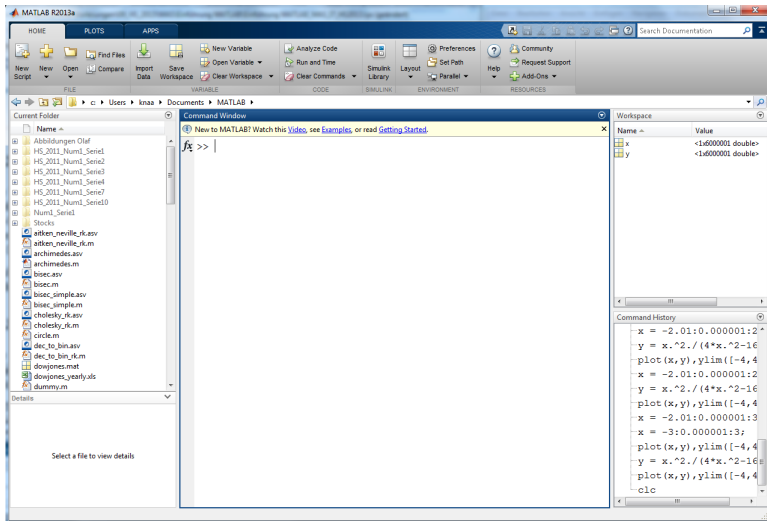 MATLAB R2013a
HOME PLOTS APPS
Search Documentation
New Script
New
Open
Find Files
Compare
Import Data
Save Workspace
New Variable
Open Variable
Clear Workspace
Analyze Code
Run and Time
Clear Commands
Simulink Library
Layout
Preferences
Set Path
Parallel
Help
Community
Request Support
Add-Ons
FILE VARIABLE CODE SIMULINK ENVIRONMENT RESOURCES
c: Users knaa Documents MATLAB
Current Folder
Name
Abbildungen Olaf
HS_2011_Num1_Serie1
HS_2011_Num1_Serie2
HS_2011_Num1_Serie3
HS_2011_Num1_Serie4
HS_2011_Num1_Serie7
HS_2011_Num1_Serie10
Num1_Serie1
Stocks
aitken_neville_rk.asv
aitken_neville_rk.m
archimedes.asv
archimedes.m
bisec.asv
bisec.m
bisec_simple.asv
bisec_simple.m
cholesky_rk.asv
cholesky_rk.m
circle.m
dec_to_bin.asv
dec_to_bin_rk.m
dowjones.mat
dowjones_yearly.xls
dummy.m
Details
Select a file to view details
Command Window
New to MATLAB? Watch this Video, see Examples, or read Getting Started.
fx >>
Workspace
Name Value
x <1x6000001 double>
y <1x6000001 double>
Command History
x = -2.01:0.000001:2
y = x.^2./(4*x.^2-16
plot(x,y),ylim([-4,4
x = -2.01:0.000001:2
y = x.^2./(4*x.^2-16
plot(x,y),ylim([-4,4
x = -2.01:0.000001:3
x = -3:0.000001:3;
plot(x,y),ylim([-4,4
y = x.^2./(4*x.^2-16
plot(x,y),ylim([-4,4
clc